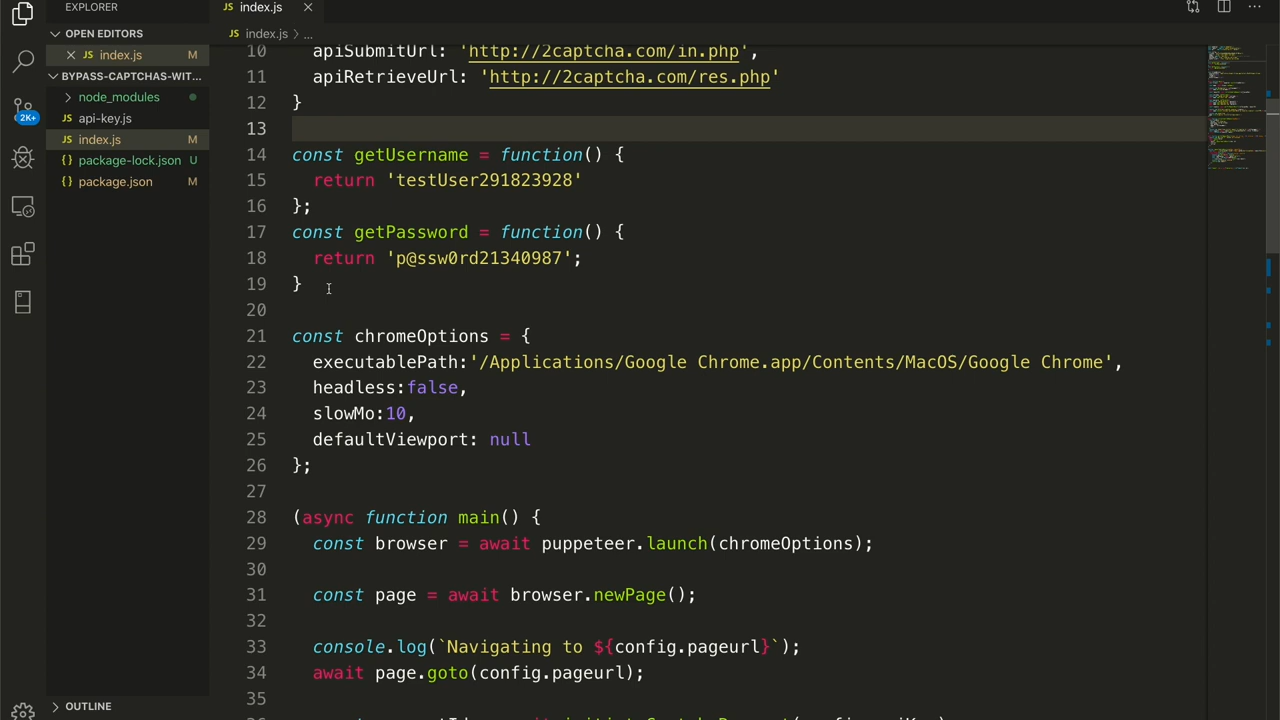 EXPLORER
OPEN EDITORS
JS index.js M
BYPASS-CAPTCHAS-WIT...
node_modules
JS api-key.js
JS index.js M
{} package-lock.json U
{} package.json M
2K+
OUTLINE
JS index.js
JS index.js > ...
10 apiSubmitUrl: 'http://2captcha.com/in.php',
11 apiRetrieveUrl: 'http://2captcha.com/res.php'
12 }
13
14 const getUsername = function() {
15 return 'testUser291823928'
16 };
17 const getPassword = function() {
18 return 'p@ssw0rd21340987';
19 }
20
21 const chromeOptions = {
22 executablePath:'/Applications/Google Chrome.app/Contents/MacOS/Google Chrome',
23 headless:false,
24 slowMo:10,
25 defaultViewport: null
26 };
27
28 (async function main() {
29 const browser = await puppeteer.launch(chromeOptions);
30
31 const page = await browser.newPage();
32
33 console.log(`Navigating to ${config.pageurl}`);
34 await page.goto(config.pageurl);
35